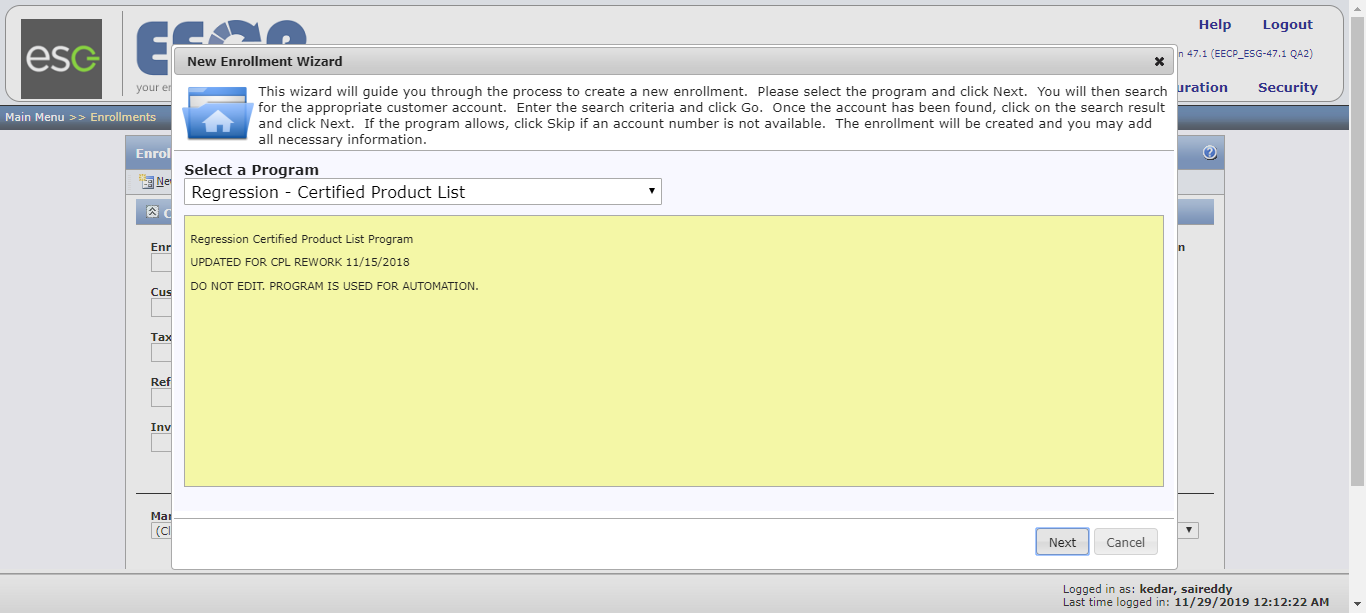 esc
Help Logout
your
n 47.1 (EECP_ESG-47.1 QA2)
uration Security
Main Menu >> Enrollments
New Enrollment Wizard
This wizard will guide you through the process to create a new enrollment. Please select the program and click Next. You will then search
for the appropriate customer account. Enter the search criteria and click Go. Once the account has been found, click on the search result
and click Next. If the program allows, click Skip if an account number is not available. The enrollment will be created and you may add
all necessary information.
Enrol
Select a Program
Regression - Certified Product List
Regression Certified Product List Program
UPDATED FOR CPL REWORK 11/15/2018
DO NOT EDIT. PROGRAM IS USED FOR AUTOMATION.
Enr
Cus
Tax
Ref
Inv
Mar
(Cl
Next Cancel
Logged in as: kedar, saireddy
Last time logged in: 11/29/2019 12:12:22 AM